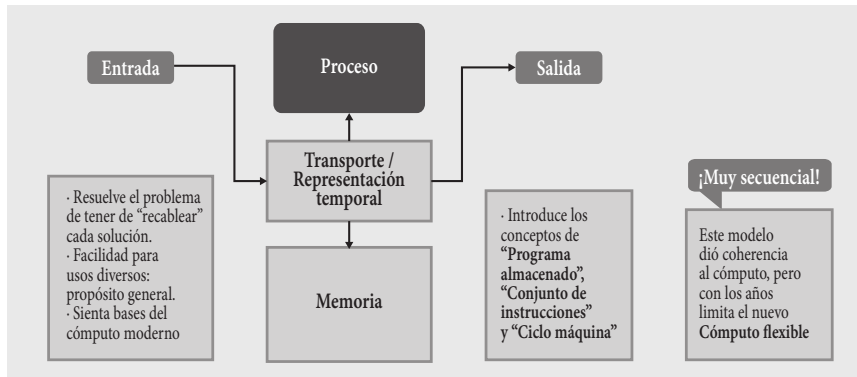 Entrada
Proceso
Salida
Transporte /
Representación
temporal
Memoria
· Resuelve el problema
de tener de “recablear”
cada solución.
· Facilidad para
usos diversos:
propósito general.
· Sienta bases del
cómputo moderno
· Introduce los
conceptos de
“Programa
almacenado”,
“Conjunto de
instrucciones”
y “Ciclo máquina”
¡Muy secuencial!
Este modelo
dió coherencia
al cómputo, pero
con los años
limita el nuevo
Cómputo flexible